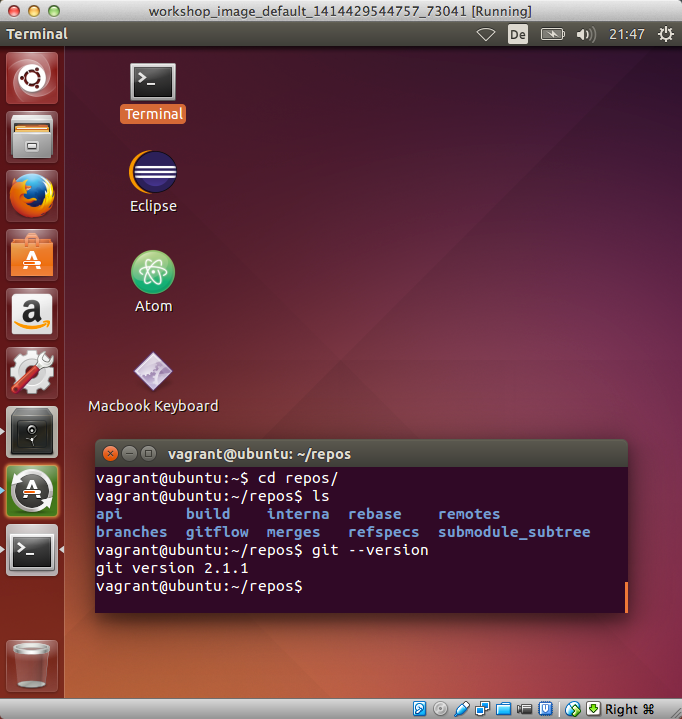 workshop_image_default_1414429544757_73041 [Running]
Terminal
De
21:47
Terminal
Eclipse
Atom
Macbook Keyboard
vagrant@ubuntu: ~/repos
vagrant@ubuntu:~$ cd repos/
vagrant@ubuntu:~/repos$ ls
api build interna rebase remotes
branches gitflow merges refspecs submodule_subtree
vagrant@ubuntu:~/repos$ git --version
git version 2.1.1
vagrant@ubuntu:~/repos$
Right ⌘